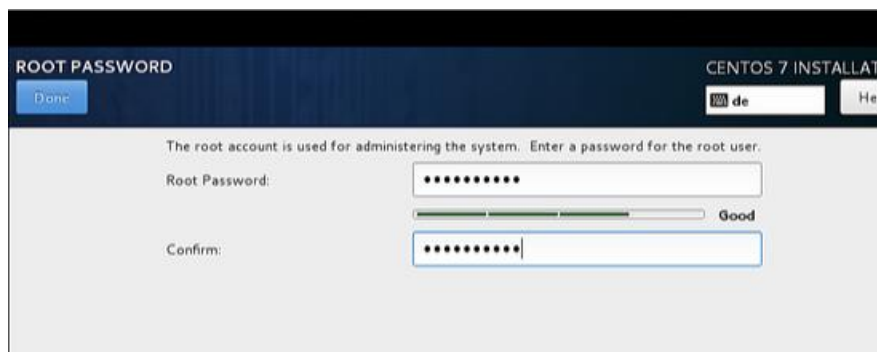 ROOT PASSWORD
CENTOS 7 INSTALLAT
Done
de
He
The root account is used for administering the system. Enter a password for the root user.
Root Password:
••••••••••
Good
Confirm:
••••••••••